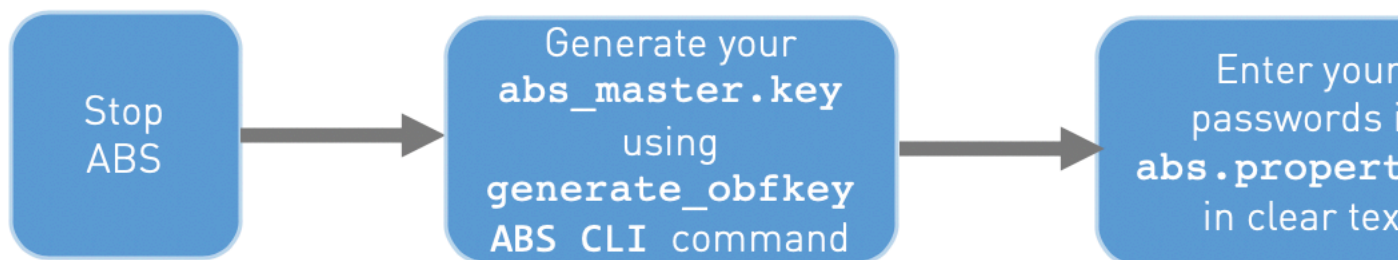 Stop
ABS
Generate your
abs_master.key
using
generate_obfkey
ABS CLI command
Enter your
passwords
in clear